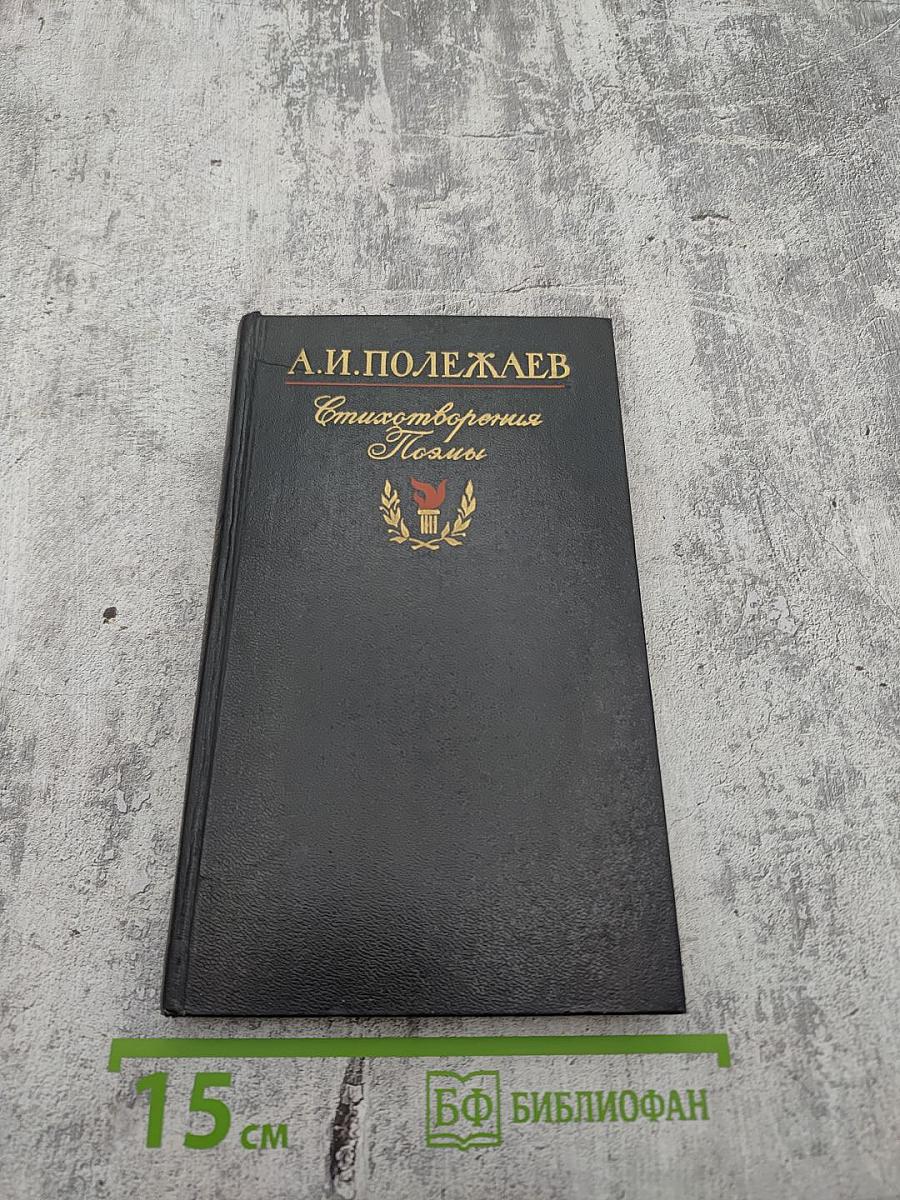 А.И.ПОЛЕЖАЕВ
Стихотворения
Поэмы
15 см
БФ БИБЛИОФАН